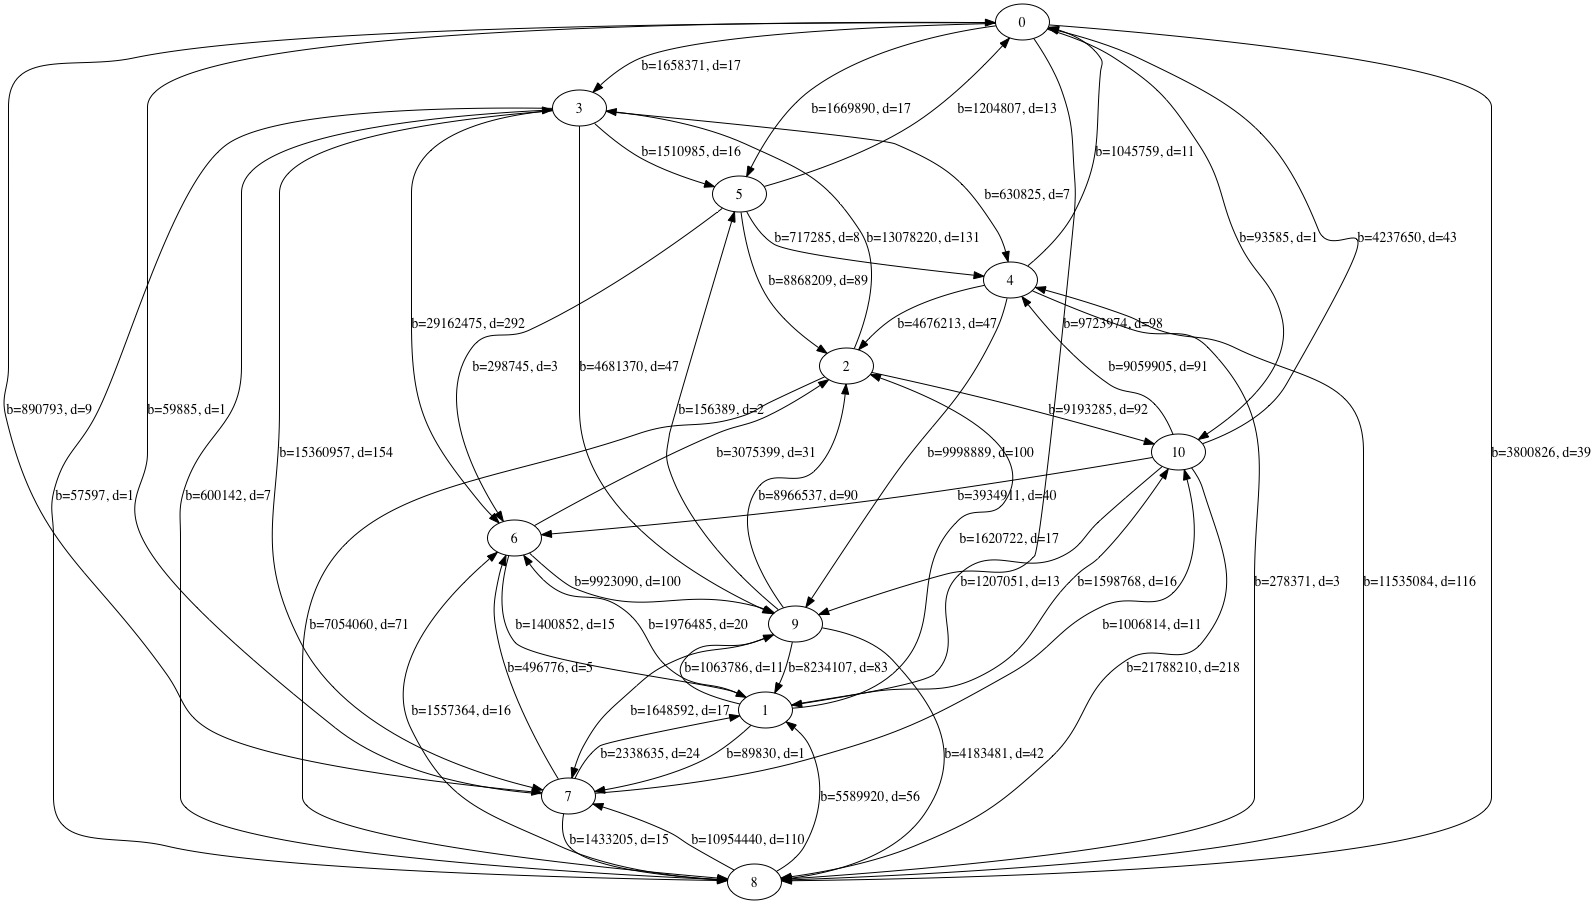 0
b=1658371, d=17
3
b=1669890, d=17
b=1204807, d=13
b=1510985, d=16
b=1045759, d=11
5
b=630825, d=7
b=717285, d=8
b=13078220, d=131
b=93585, d=1
b=4237650, d=43
4
b=8868209, d=89
b=29162475, d=292
b=4676213, d=47
b=9723974, d=98
b=298745, d=3
b=4681370, d=47
2
b=9059905, d=91
b=890793, d=9
b=59885, d=1
b=156389, d=2
b=9193285, d=92
b=15360957, d=154
b=3075399, d=31
b=9998889, d=100
10
b=3800826, d=39
b=57597, d=1
b=600142, d=7
b=8966537, d=90
b=3934911, d=40
6
b=1620722, d=17
b=9923090, d=100
b=1207051, d=13
b=1598768, d=16
b=278371, d=3
b=11535084, d=116
b=7054060, d=71
b=1400852, d=15
b=1976485, d=20
9
b=1006814, d=11
b=496776, d=5
b=1063786, d=11
b=8234107, d=83
b=21788210, d=218
b=1557364, d=16
b=1648592, d=17
1
b=2338635, d=24
b=89830, d=1
b=4183481, d=42
7
b=5589920, d=56
b=1433205, d=15
b=10954440, d=110
8